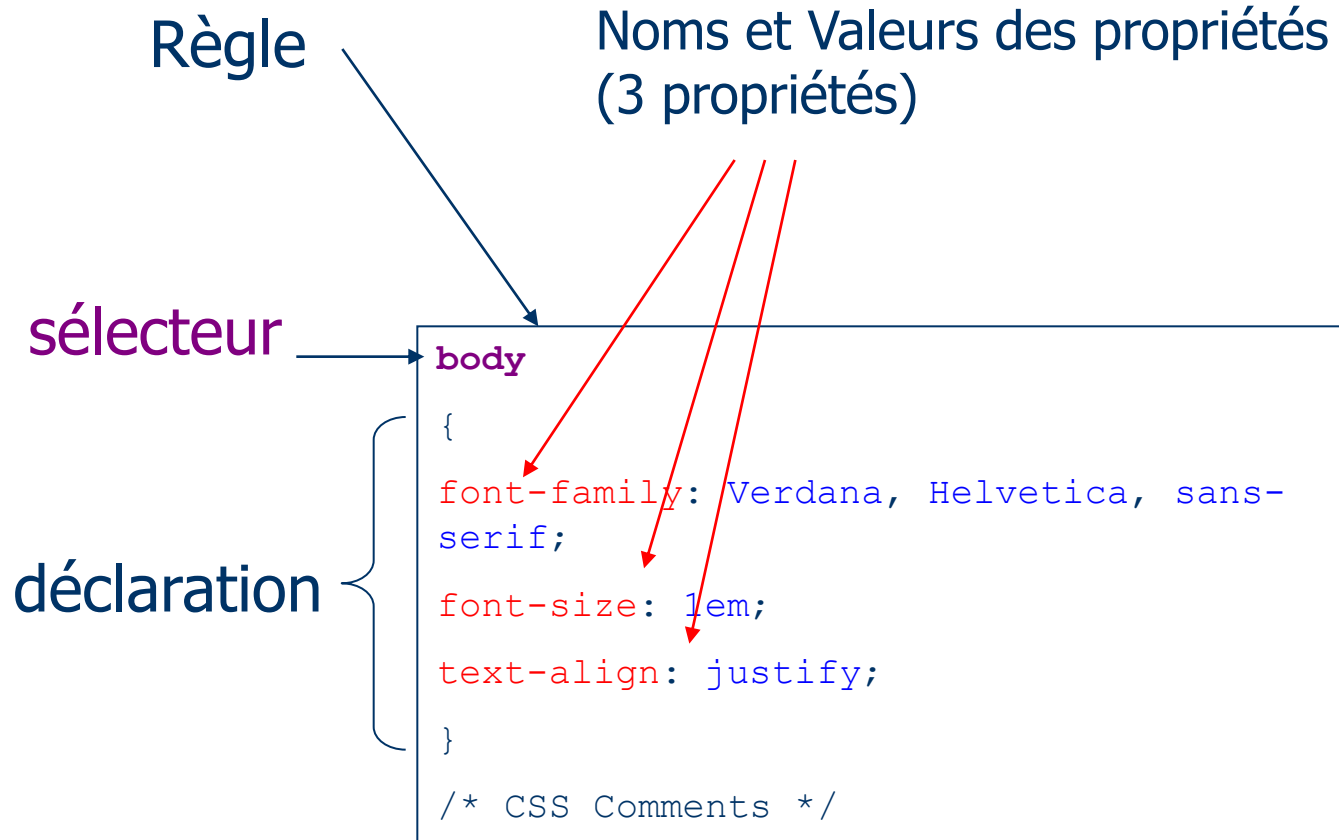 Règle
Noms et Valeurs des propriétés
(3 propriétés)
sélecteur
body
{
font-family: Verdana, Helvetica, sans-
serif;
déclaration
font-size: 1em;
text-align: justify;
}
/* CSS Comments */